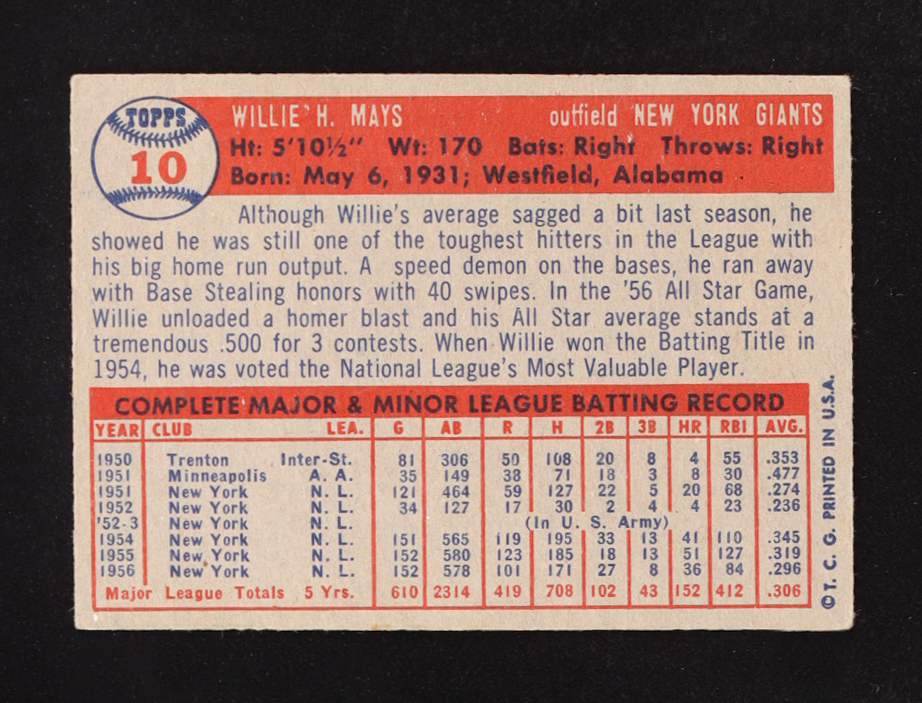 TOPPS
10
WILLIE H. MAYS outfield NEW YORK GIANTS
Ht: 5'10½" Wt: 170 Bats: Right Throws: Right
Born: May 6, 1931; Westfield, Alabama
Although Willie's average sagged a bit last season, he
showed he was still one of the toughest hitters in the League with
his big home run output. A speed demon on the bases, he ran away
with Base Stealing honors with 40 swipes. In the '56 All Star Game,
Willie unloaded a homer blast and his All Star average stands at a
tremendous .500 for 3 contests. When Willie won the Batting Title in
1954, he was voted the National League's Most Valuable Player.
COMPLETE MAJOR & MINOR LEAGUE BATTING RECORD
YEAR CLUB LEA. G AB R H 2B 3B HR RBI AVG.
1950 Trenton Inter-St. 81 306 50 108 20 8 4 55 .353
1951 Minneapolis A. A. 35 149 38 71 18 3 8 30 .477
1951 New York N. L. 121 464 59 127 22 5 20 68 .274
1952 New York N. L. 34 127 17 30 2 4 4 23 .236
'52-3 New York N. L. (In U. S. Army)
1954 New York N. L. 151 565 119 195 33 13 41 110 .345
1955 New York N. L. 152 580 123 185 18 13 51 127 .319
1956 New York N. L. 152 578 101 171 27 8 36 84 .296
Major League Totals 5 Yrs. 610 2314 419 708 102 43 152 412 .306
© T. C. G. PRINTED IN U.S.A.